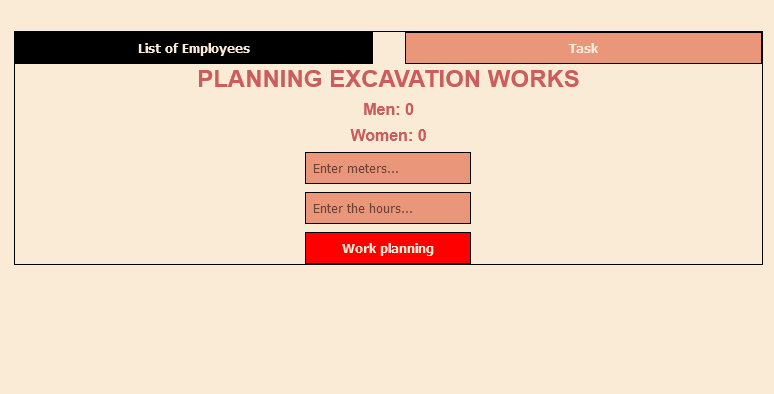 List of Employees
Task
PLANNING EXCAVATION WORKS
Men: 0
Women: 0
Enter meters...
Enter the hours...
Work planning